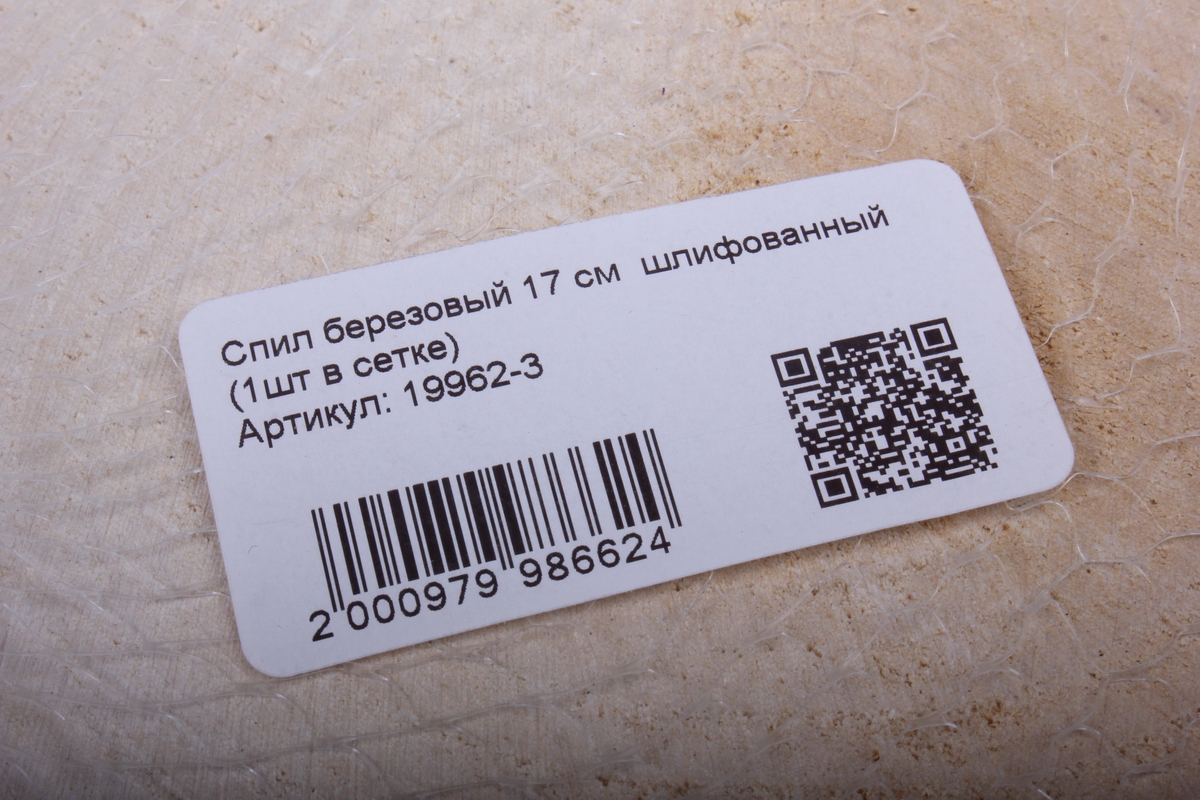 Спил березовый 17 см шлифованный
(1шт в сетке)
Артикул: 19962-3
2 000979 986624